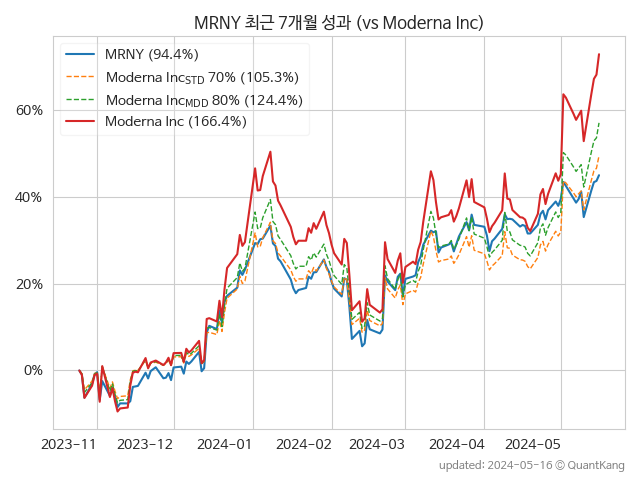 MRNY 최근 7개월 성과 (vs Moderna Inc)
MRNY (94.4%)
Moderna Inc_STD 70% (105.3%)
Moderna Inc_MDD 80% (124.4%)
Moderna Inc (166.4%)
60%
40%
20%
0%
2023-11 2023-12 2024-01 2024-02 2024-03 2024-04 2024-05
updated: 2024-05-16 © QuantKang